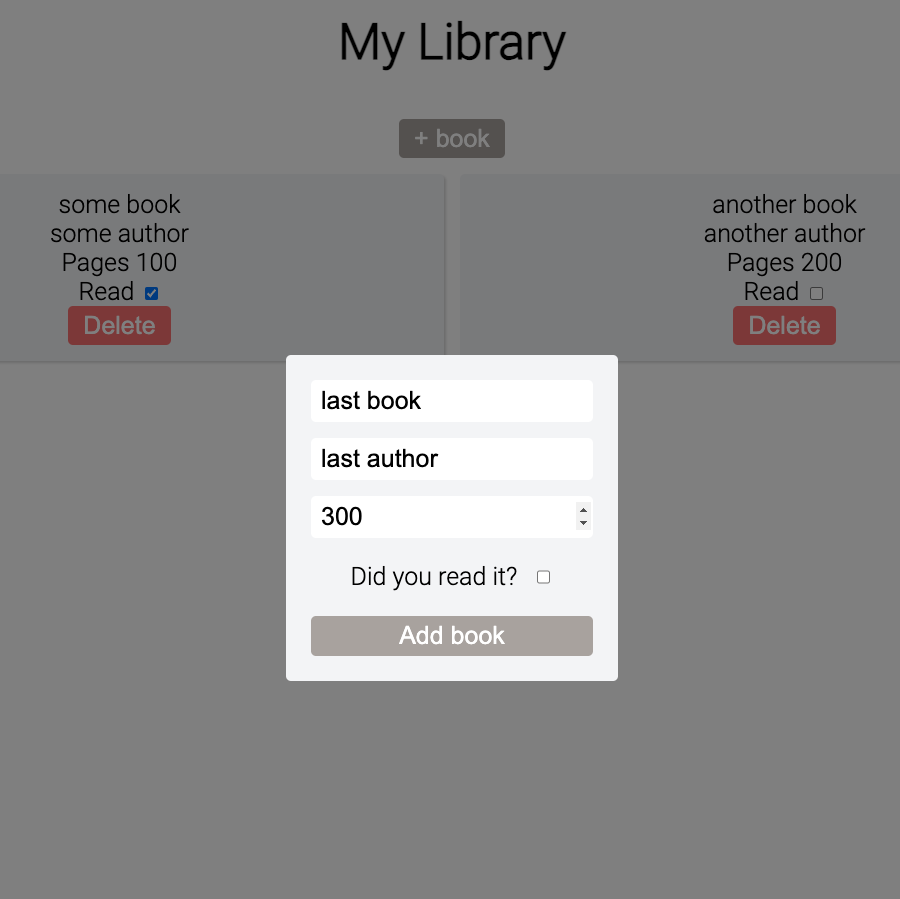 My Library
+ book
some book
some author
Pages 100
Read
Delete
another book
another author
Pages 200
Read
Delete
last book
last author
300
Did you read it?
Add book